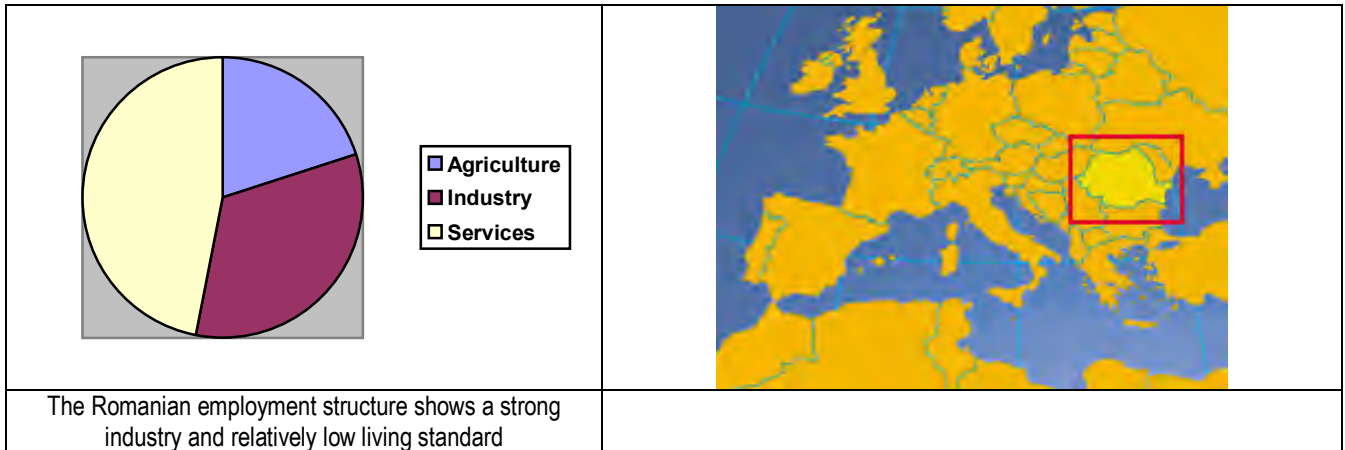 Agriculture
Industry
Services
The Romanian employment structure shows a strong
industry and relatively low living standard